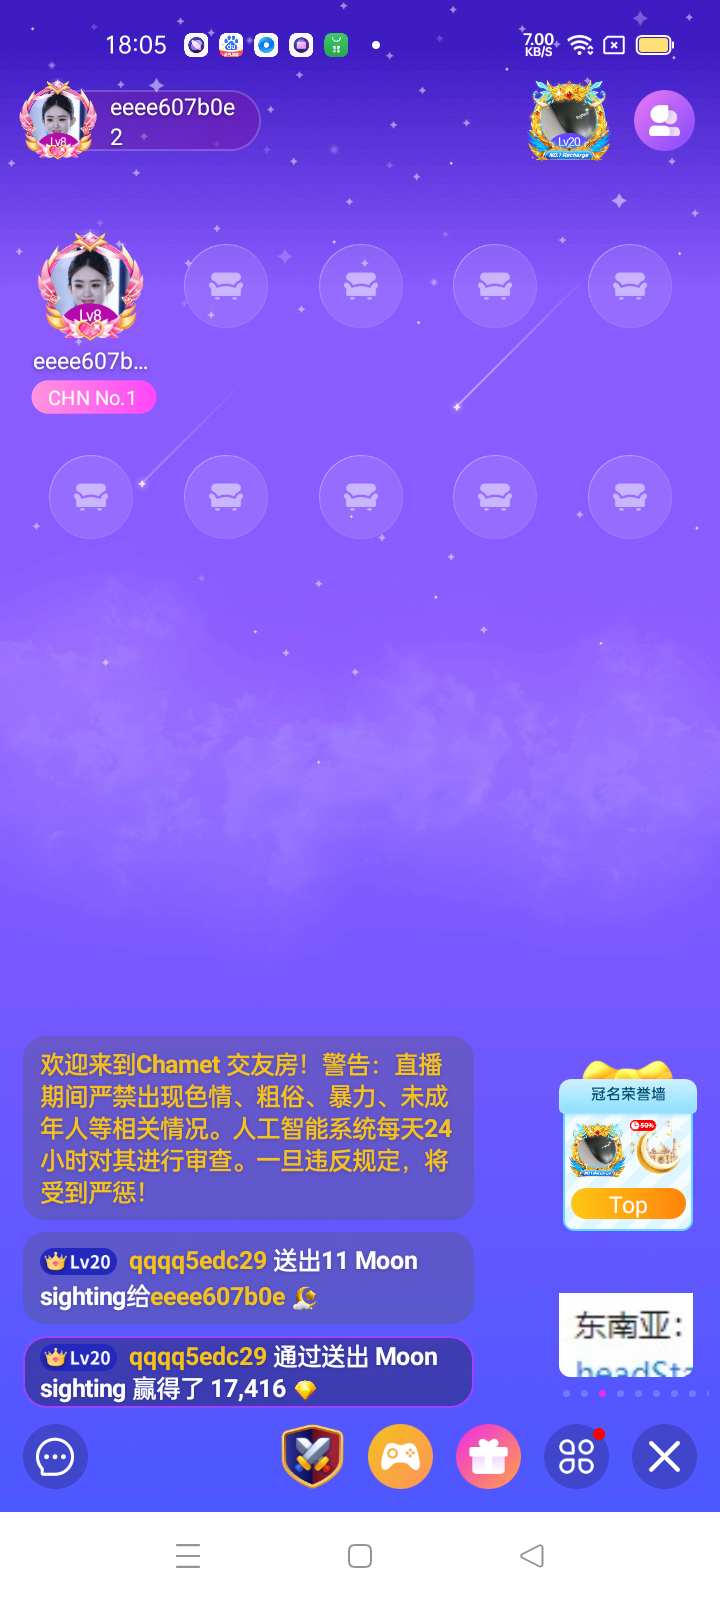 18:05
7.00
KB/S
eeee607b0e
2
Lv8
Lv20
NO.1 Recharge
Lv8
eeee607b...
CHN No.1
欢迎来到Chamet 交友房！警告：直播
期间严禁出现色情、粗俗、暴力、未成
年人等相关情况。人工智能系统每天24
小时对其进行审查。一旦违反规定，将
受到严惩！
冠名荣誉墙
50%
Top
Lv20 qqqq5edc29 送出11 Moon
sighting给eeee607b0e
东南亚：
headSta
Lv20 qqqq5edc29 通过送出 Moon
sighting 赢得了 17,416